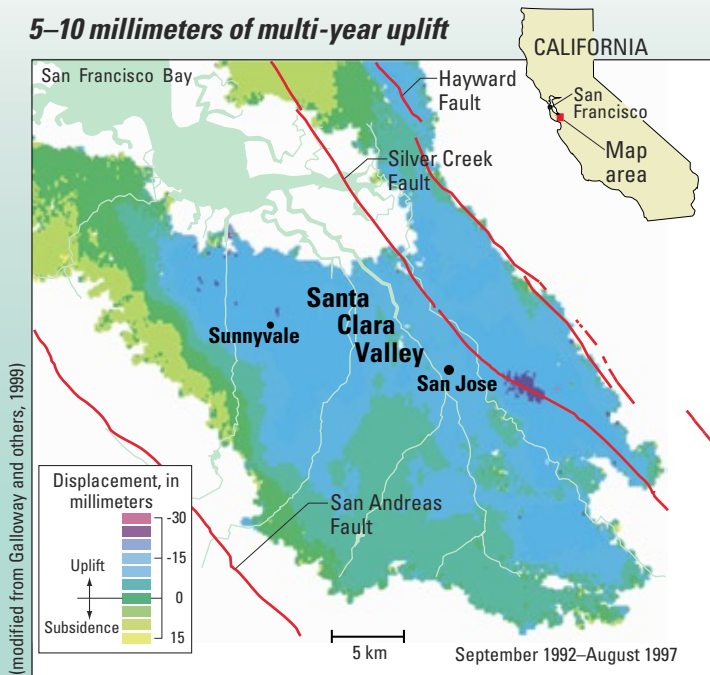 5–10 millimeters of multi-year uplift
CALIFORNIA
San
Francisco
Map
area
San Francisco Bay
Hayward
Fault
Silver Creek
Fault
Santa
Clara
Valley
Sunnyvale
San Jose
San Andreas
Fault
Displacement, in
millimeters
-30
-15
0
15
Uplift
Subsidence
5 km
September 1992–August 1997
(modified from Galloway and others, 1999)